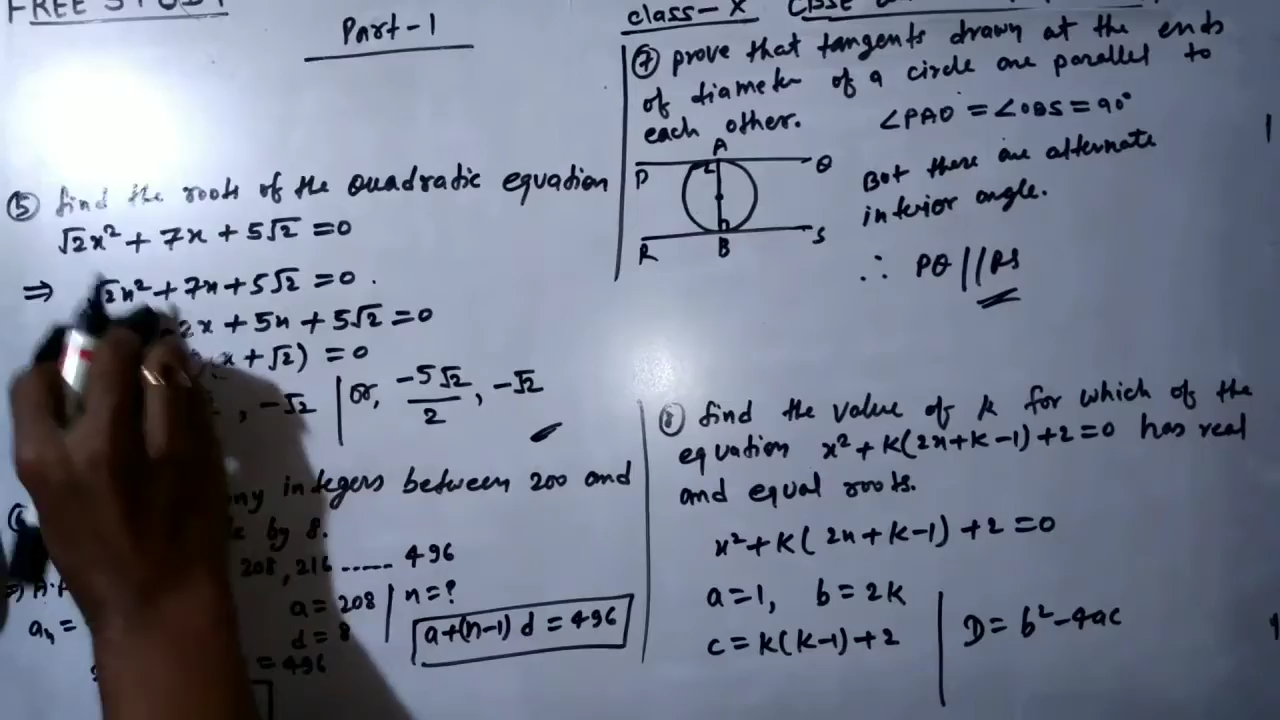 FREE STUDY
Part-1
class-X CBSE
⑤ find the roots of the Quadratic equation
√2x² + 7x + 5√2 = 0
⇒ √2x² + 7x + 5√2 = 0.
2x + 5x + 5√2 = 0
x + √2) = 0
, -√2 | or, -5√2/2, -√2
integers between 200 and
by 8.
208, 216 ...... 496
a = 208 | n = ?
aₙ =
d = 8
a+(n-1) d = 496
= 496
⑦ prove that tangents drawn at the ends
of diameter of a circle are parallel to
each other.
∠PAO = ∠OBS = 90°
But there are alternate
interior angle.
∴ PQ || RS
A
P
Q
R
B
S
⑧ find the value of k for which of the
equation x² + k(2x+k-1)+2=0 has real
and equal roots.
x² + k( 2x + k-1) + 2 = 0
a=1, b = 2k
c = k(k-1) + 2
D = b² - 4ac